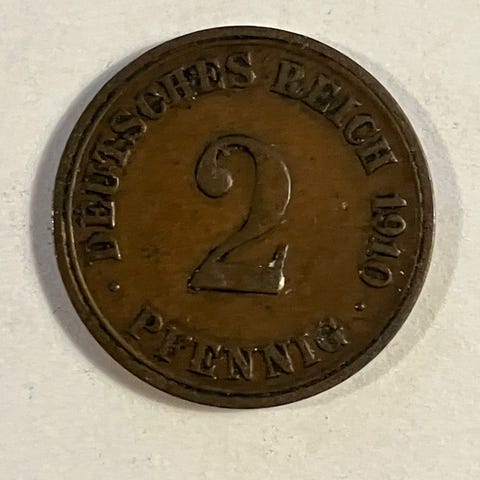 DEUTSCHES REICH 1910
2
PFENNIG